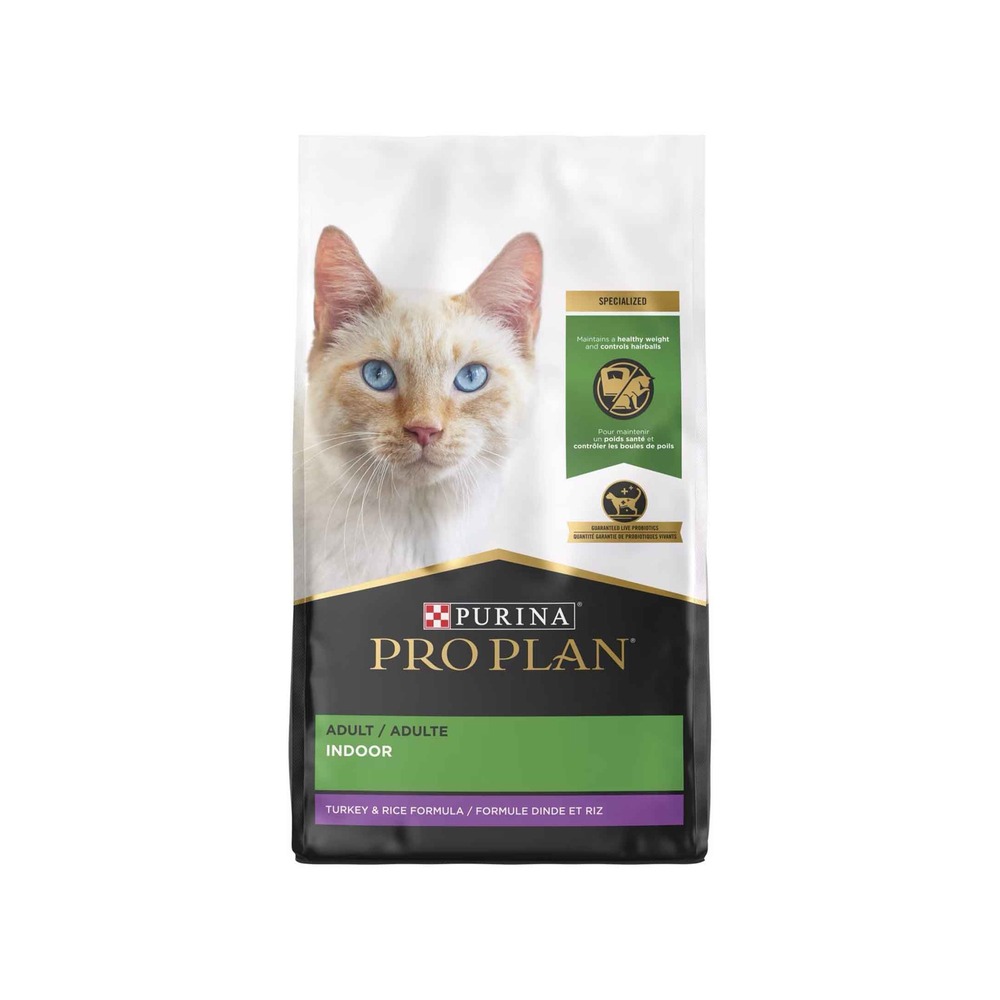 SPECIALIZED
Maintains a healthy weight
and controls hairballs
Pour maintenir
un poids santé et
contrôler les boules de poils
GUARANTEED LIVE PROBIOTICS
QUANTITÉ GARANTIE DE PROBIOTIQUES VIVANTS
PURINA®
PRO PLAN®
ADULT / ADULTE
INDOOR
TURKEY & RICE FORMULA / FORMULE DINDE ET RIZ